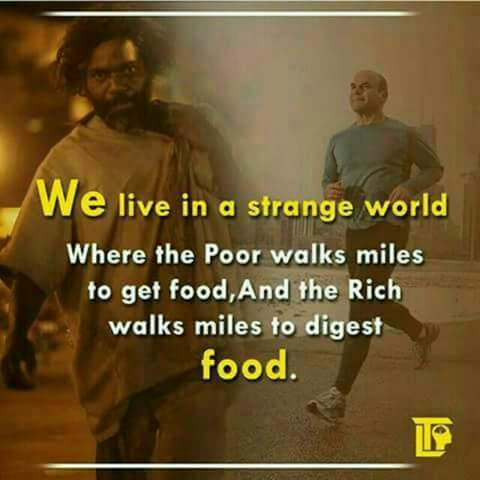 We live in a strange world
Where the Poor walks miles
to get food,And the Rich
walks miles to digest
food.